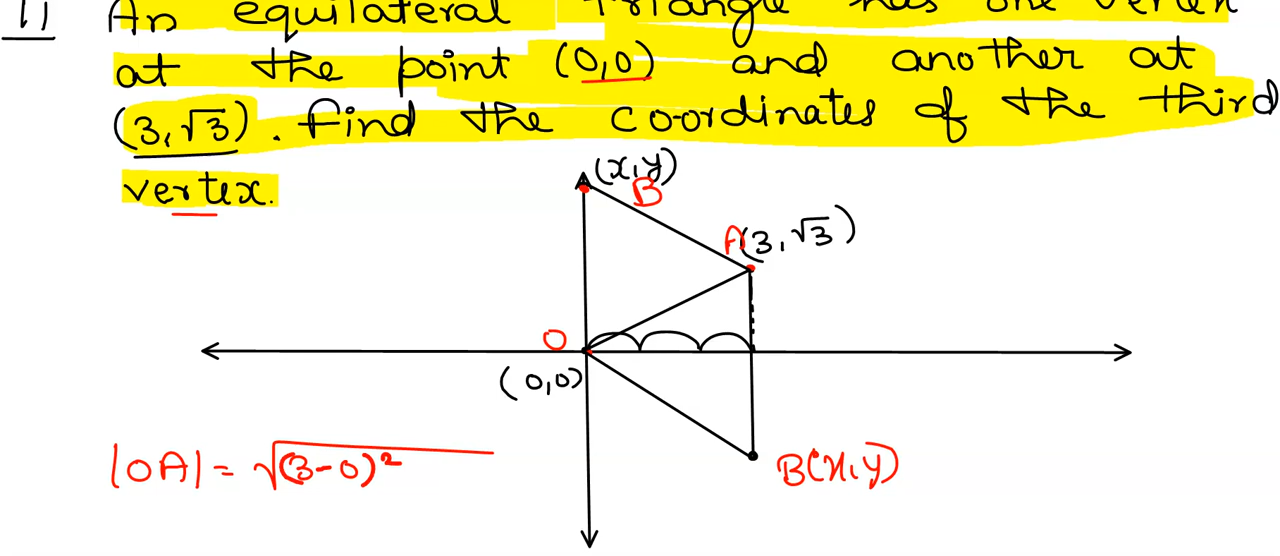 11 An equilateral Triangle has one vertex
at the point (0,0) and another at
(3,√3). Find the coordinates of the third
vertex.
(x,y)
B
A(3,√3)
O
(0,0)
|OA| = √(3-0)²
B(x,y)